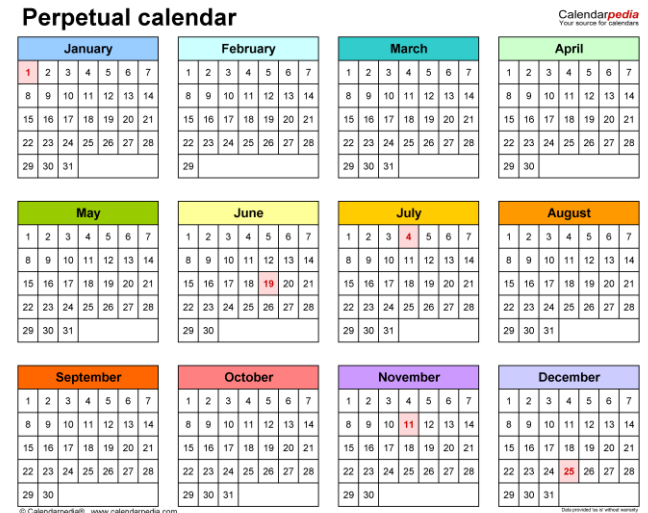 Perpetual calendar
Calendarpedia
Your source for calendars
January February March April
1 2 3 4 5 6 7 1 2 3 4 5 6 7 1 2 3 4 5 6 7 1 2 3 4 5 6 7
8 9 10 11 12 13 14 8 9 10 11 12 13 14 8 9 10 11 12 13 14 8 9 10 11 12 13 14
15 16 17 18 19 20 21 15 16 17 18 19 20 21 15 16 17 18 19 20 21 15 16 17 18 19 20 21
22 23 24 25 26 27 28 22 23 24 25 26 27 28 22 23 24 25 26 27 28 22 23 24 25 26 27 28
29 30 31 29 29 30 31 29 30
May June July August
1 2 3 4 5 6 7 1 2 3 4 5 6 7 1 2 3 4 5 6 7 1 2 3 4 5 6 7
8 9 10 11 12 13 14 8 9 10 11 12 13 14 8 9 10 11 12 13 14 8 9 10 11 12 13 14
15 16 17 18 19 20 21 15 16 17 18 19 20 21 15 16 17 18 19 20 21 15 16 17 18 19 20 21
22 23 24 25 26 27 28 22 23 24 25 26 27 28 22 23 24 25 26 27 28 22 23 24 25 26 27 28
29 30 31 29 30 29 30 31 29 30 31
September October November December
1 2 3 4 5 6 7 1 2 3 4 5 6 7 1 2 3 4 5 6 7 1 2 3 4 5 6 7
8 9 10 11 12 13 14 8 9 10 11 12 13 14 8 9 10 11 12 13 14 8 9 10 11 12 13 14
15 16 17 18 19 20 21 15 16 17 18 19 20 21 15 16 17 18 19 20 21 15 16 17 18 19 20 21
22 23 24 25 26 27 28 22 23 24 25 26 27 28 22 23 24 25 26 27 28 22 23 24 25 26 27 28
29 30 29 30 31 29 30 29 30 31
© Calendarpedia® www.calendarpedia.com
Data provided 'as is' without warranty